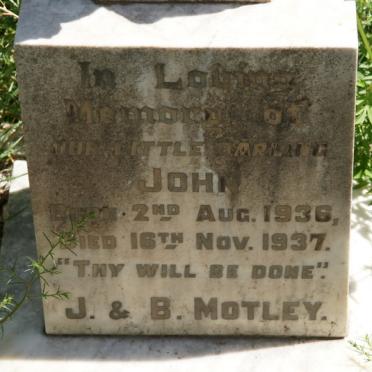 In Loving
Memory of
OUR LITTLE DARLING
JOHN
BORN 2ND AUG. 1936,
DIED 16TH NOV. 1937.
"THY WILL BE DONE".
J. & B. MOTLEY.